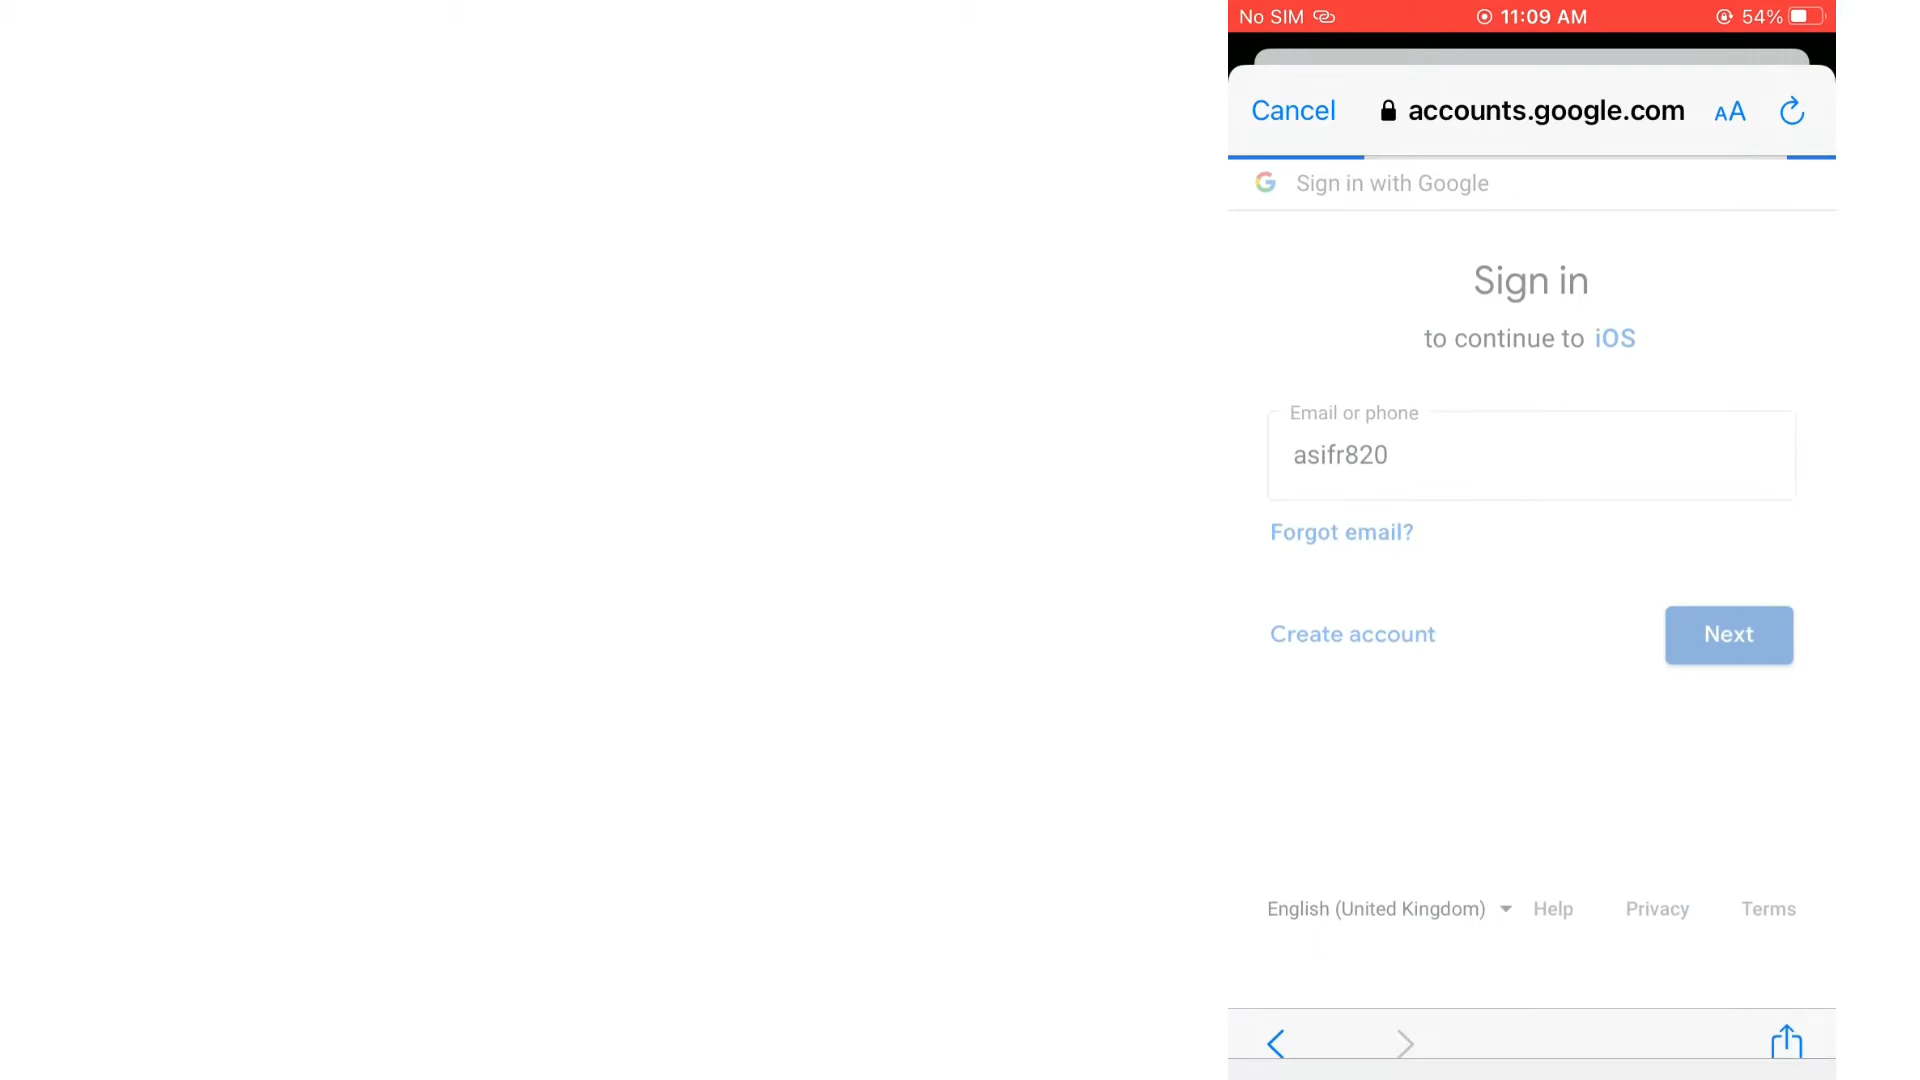 No SIM 11:09 AM 54%
Cancel accounts.google.com AA
Sign in with Google
Sign in
to continue to iOS
Email or phone
asifr820
Forgot email?
Create account Next
English (United Kingdom) Help Privacy Terms